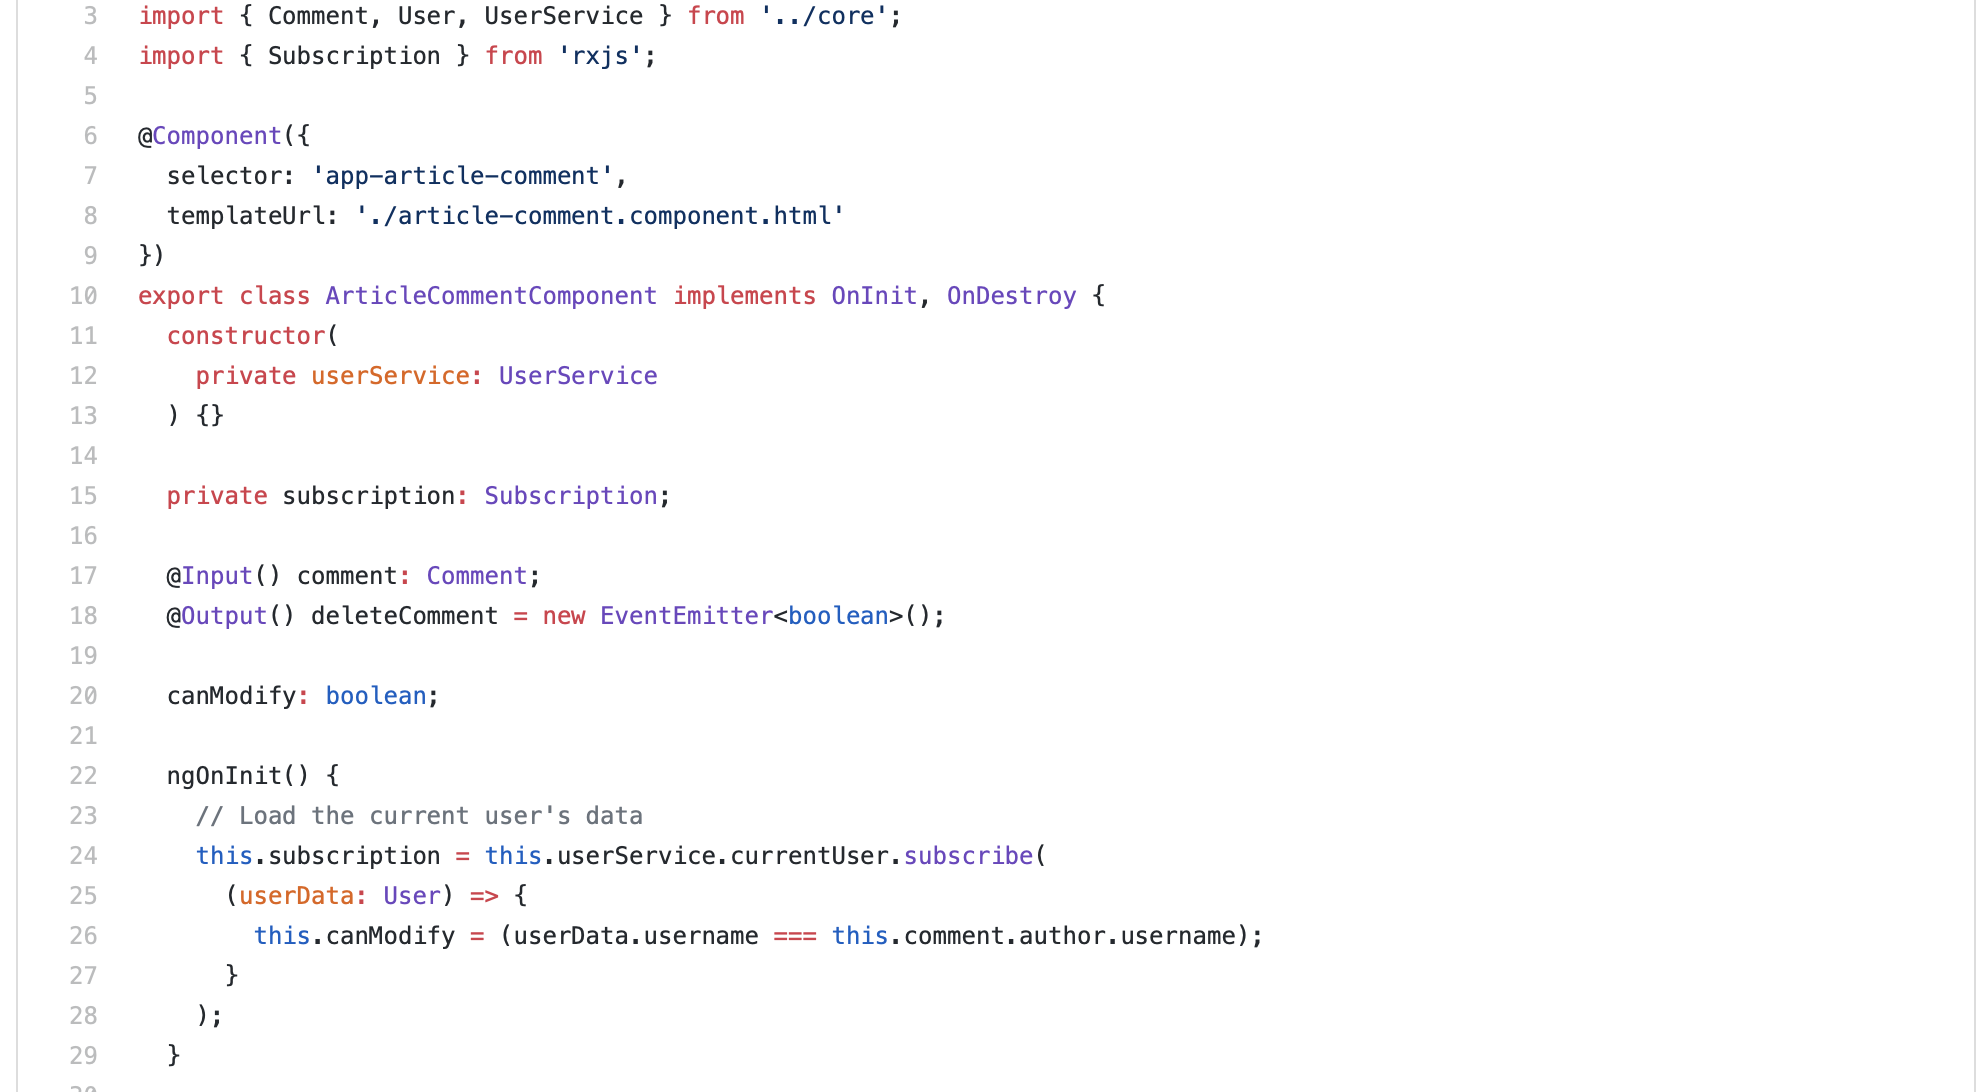 3 import { Comment, User, UserService } from '../core';
4 import { Subscription } from 'rxjs';
5
6 @Component({
7   selector: 'app-article-comment',
8   templateUrl: './article-comment.component.html'
9 })
10 export class ArticleCommentComponent implements OnInit, OnDestroy {
11   constructor(
12     private userService: UserService
13   ) {}
14
15   private subscription: Subscription;
16
17   @Input() comment: Comment;
18   @Output() deleteComment = new EventEmitter<boolean>();
19
20   canModify: boolean;
21
22   ngOnInit() {
23     // Load the current user's data
24     this.subscription = this.userService.currentUser.subscribe(
25       (userData: User) => {
26         this.canModify = (userData.username === this.comment.author.username);
27       }
28     );
29   }
30